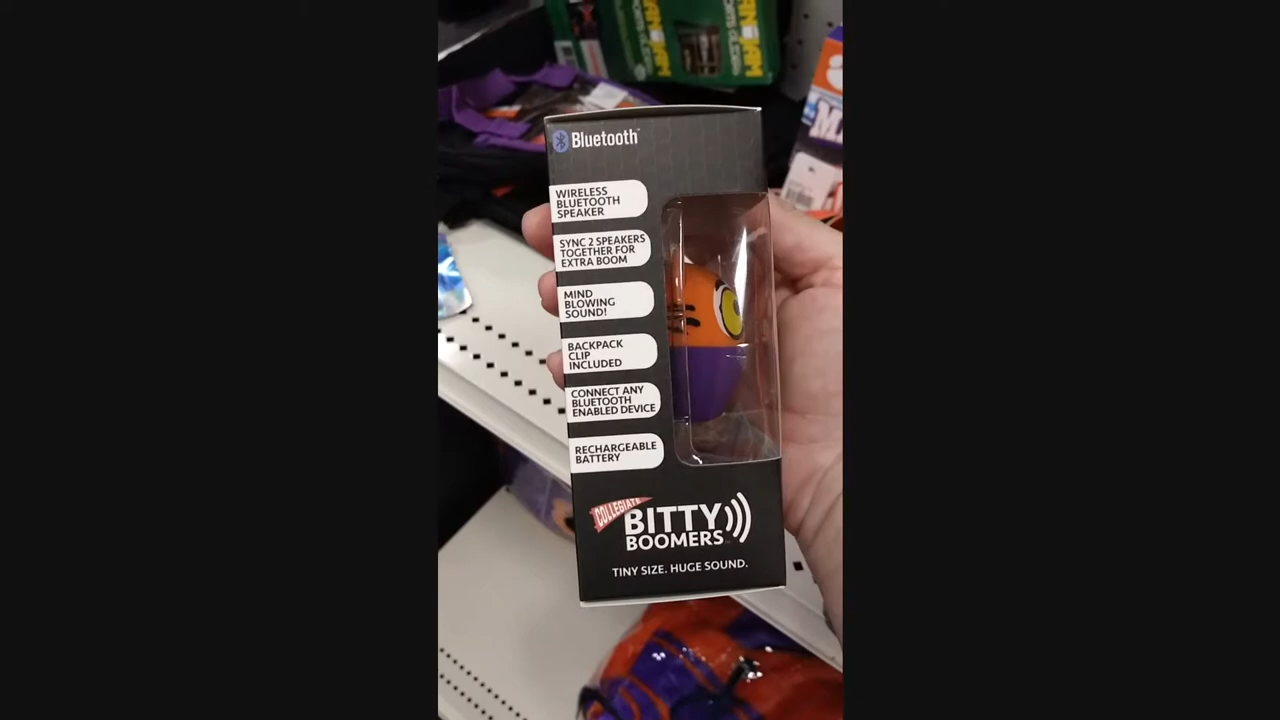 Bluetooth
WIRELESS
BLUETOOTH
SPEAKER
SYNC 2 SPEAKERS
TOGETHER FOR
EXTRA BOOM
MIND
BLOWING
SOUND!
BACKPACK
CLIP
INCLUDED
CONNECT ANY
BLUETOOTH
ENABLED DEVICE
RECHARGEABLE
BATTERY
COLLEGIATE
BITTY
BOOMERS
TINY SIZE. HUGE SOUND.